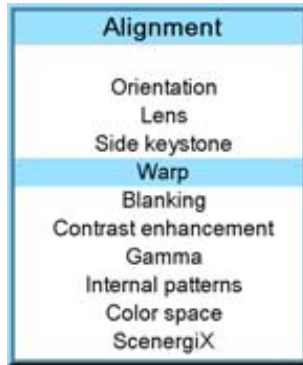 Alignment
Orientation
Lens
Side keystone
Warp
Blanking
Contrast enhancement
Gamma
Internal patterns
Color space
ScenergiX